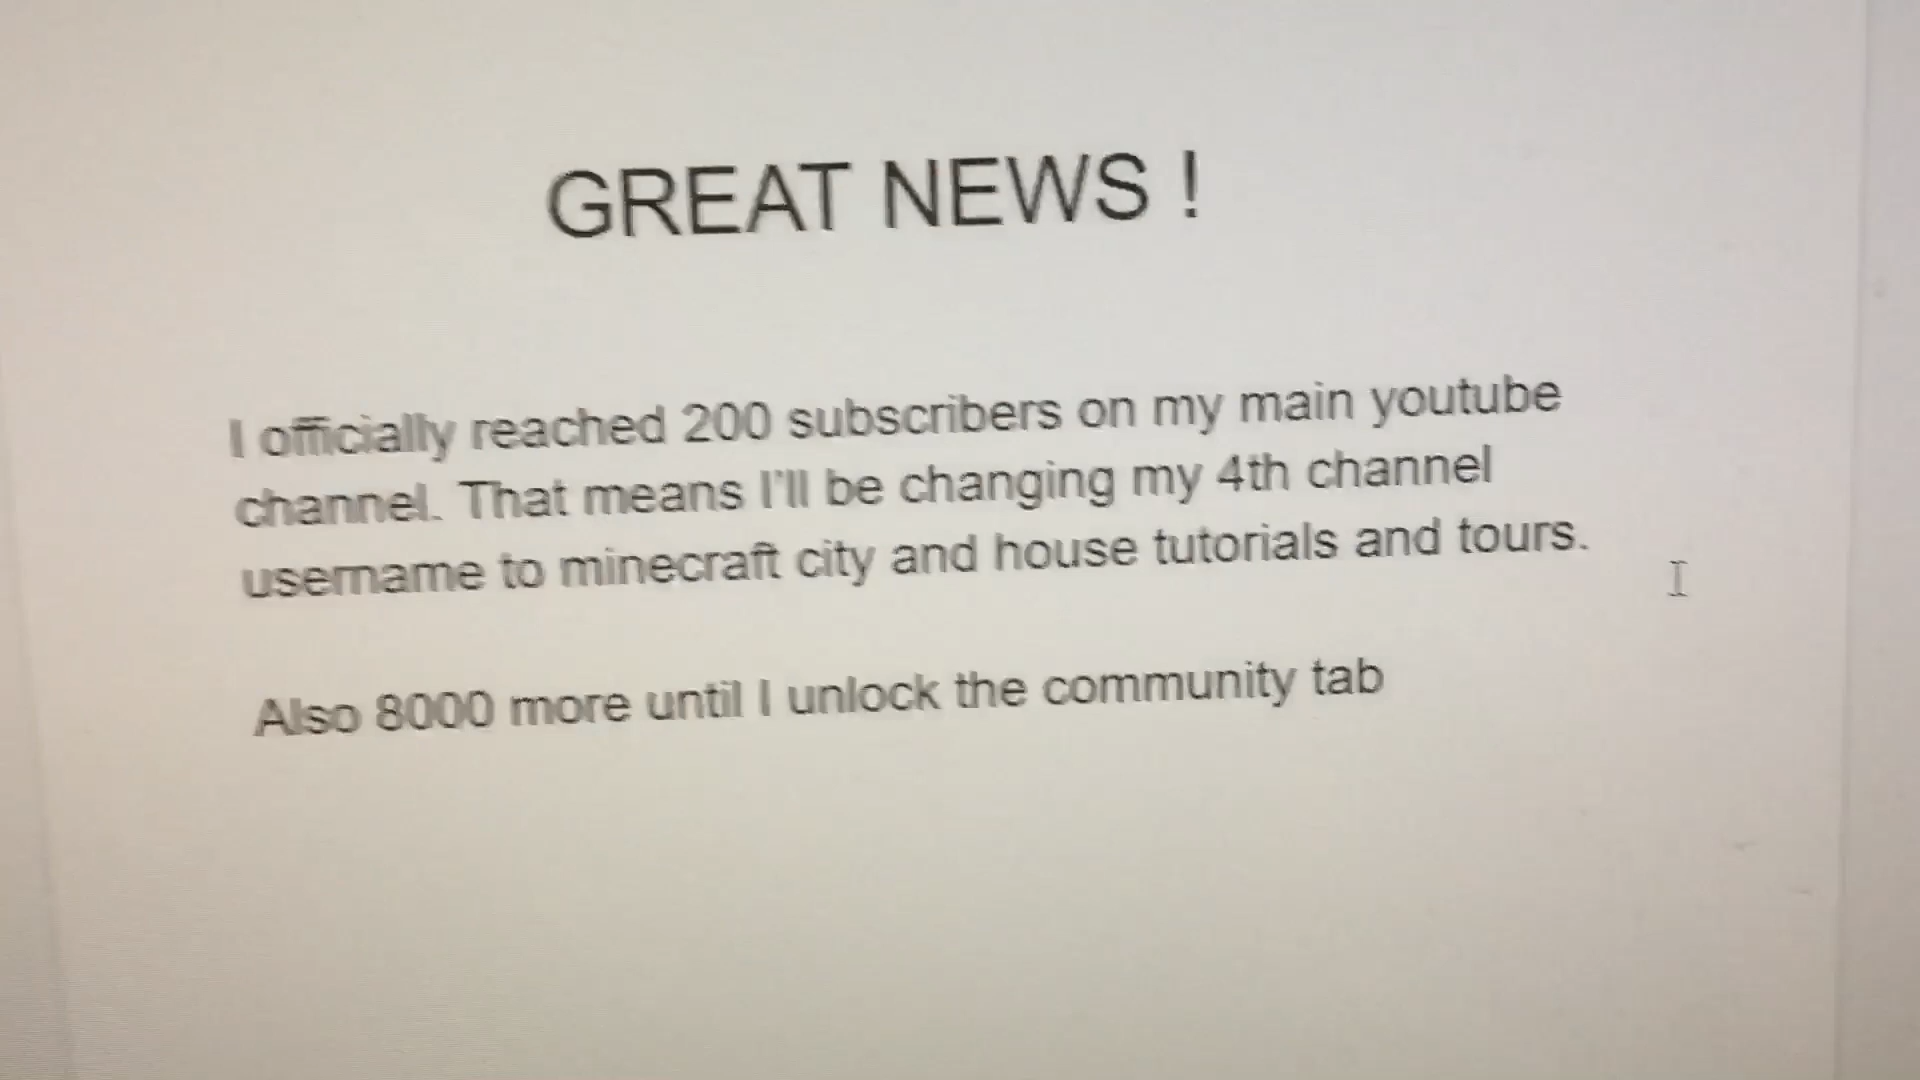 GREAT NEWS !
I officially reached 200 subscribers on my main youtube
channel. That means I'll be changing my 4th channel
username to minecraft city and house tutorials and tours.
Also 8000 more until I unlock the community tab